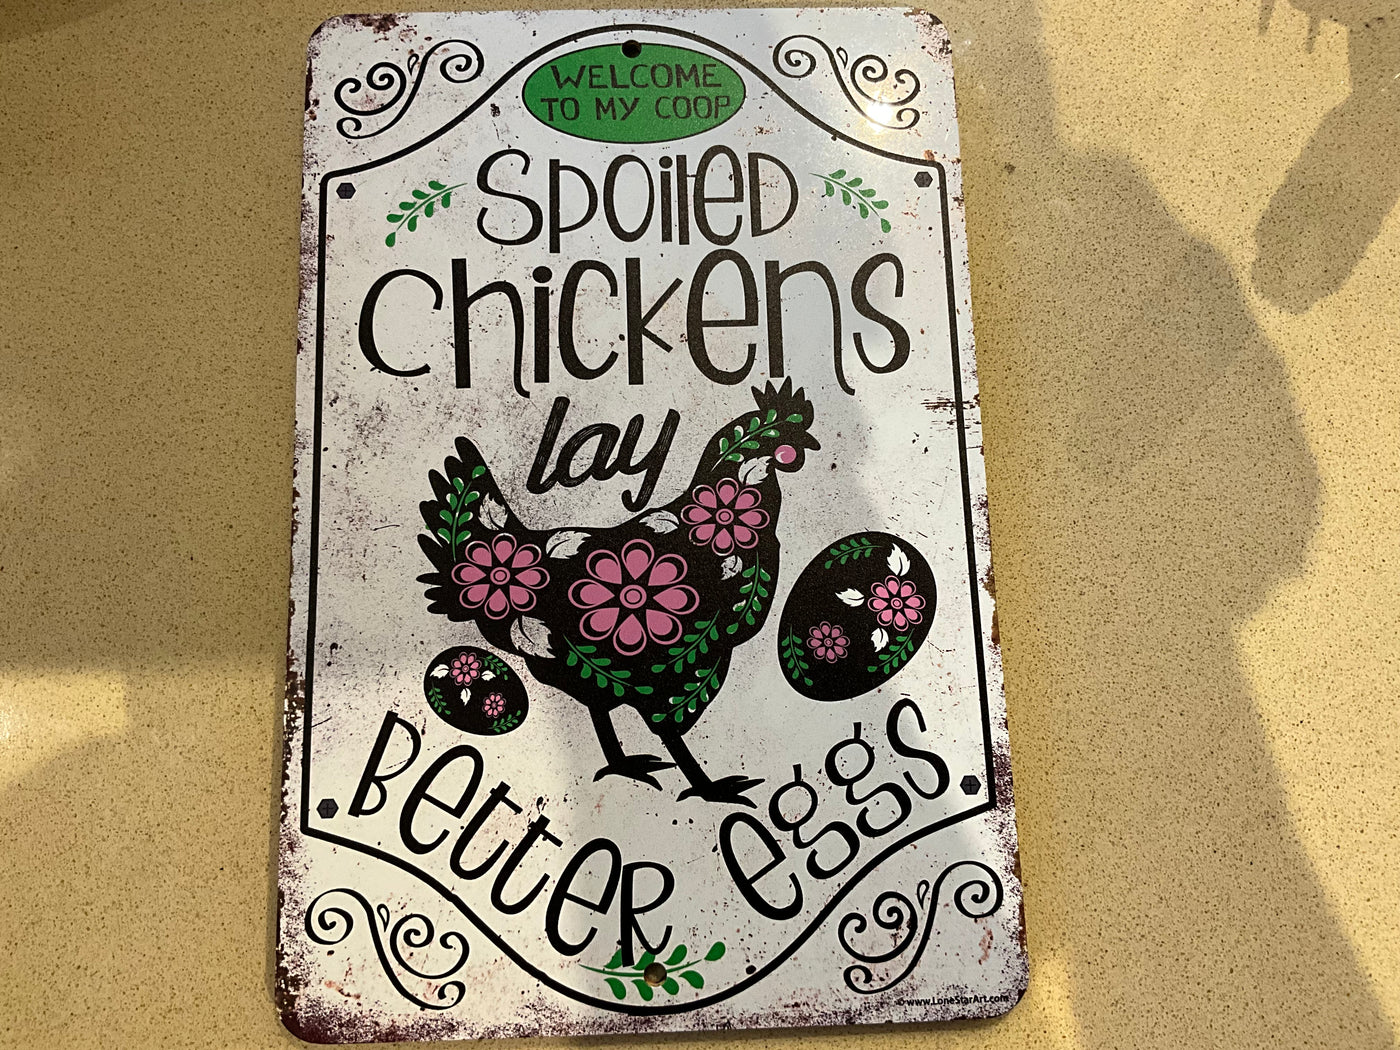 WELCOME
TO MY COOP
SpoileD
chickens
lay
BetteR eggs
© www.LoneStarArt.com